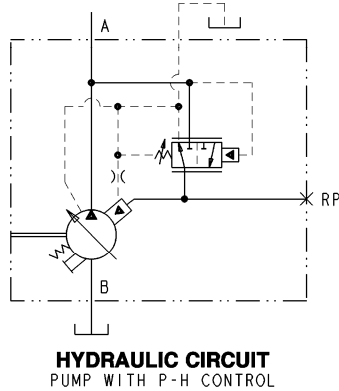 A
RP
B
HYDRAULIC CIRCUIT
PUMP WITH P-H CONTROL